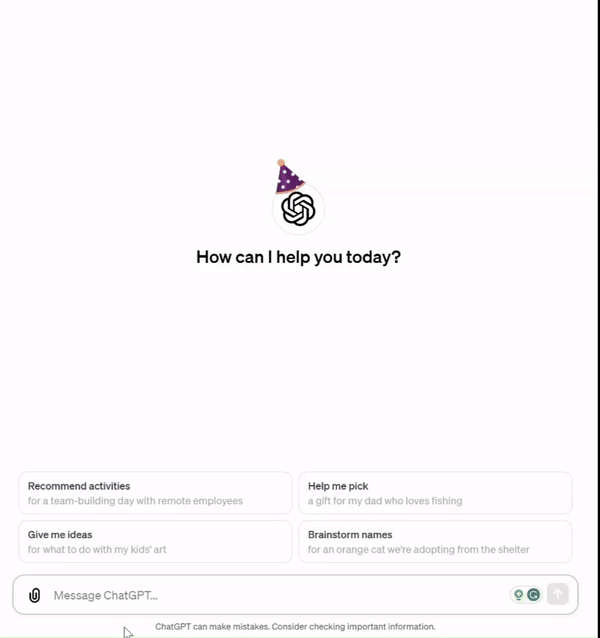 How can I help you today?
Recommend activities
for a team-building day with remote employees
Help me pick
a gift for my dad who loves fishing
Give me ideas
for what to do with my kids' art
Brainstorm names
for an orange cat we're adopting from the shelter
Message ChatGPT...
ChatGPT can make mistakes. Consider checking important information.